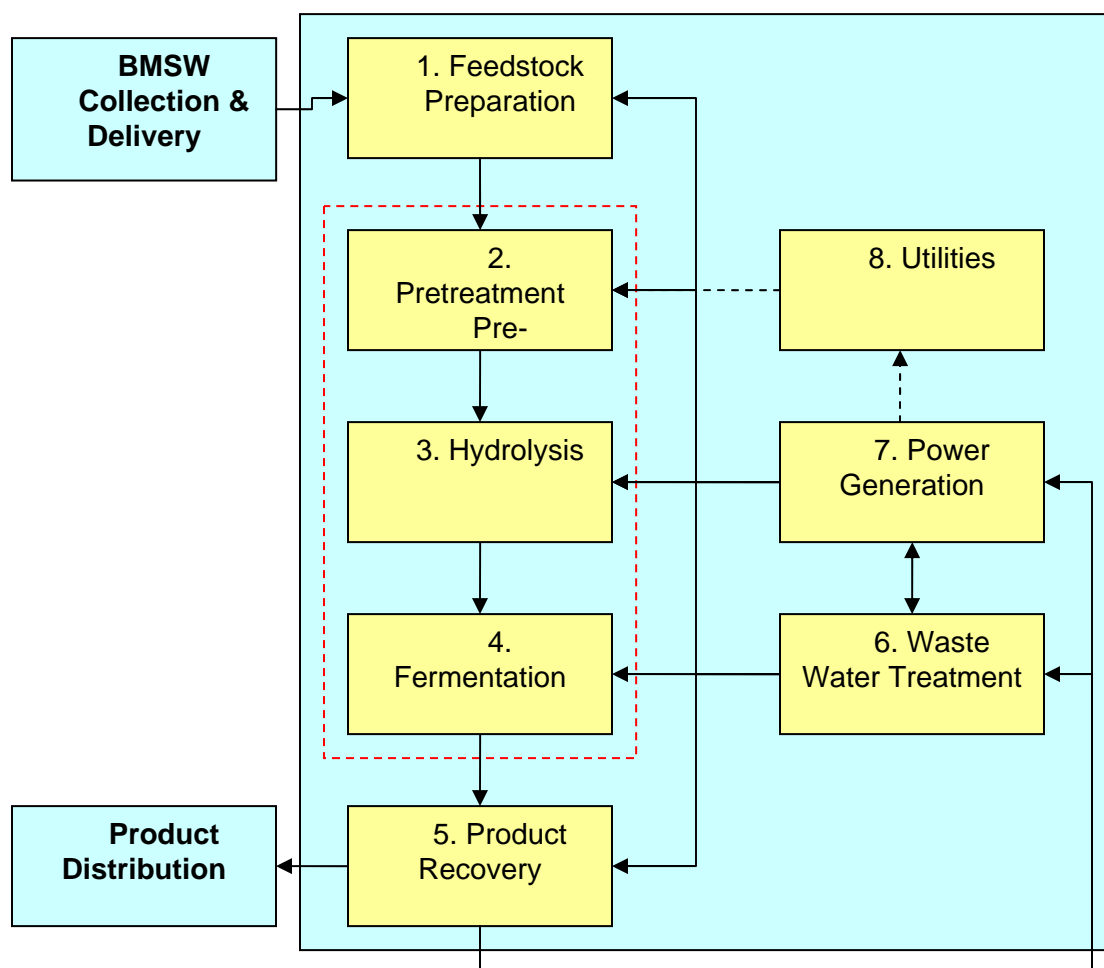 BMSW
Collection &
Delivery
1. Feedstock
Preparation
2.
Pretreatment
Pre-
8. Utilities
3. Hydrolysis
7. Power
Generation
4.
Fermentation
6. Waste
Water Treatment
Product
Distribution
5. Product
Recovery